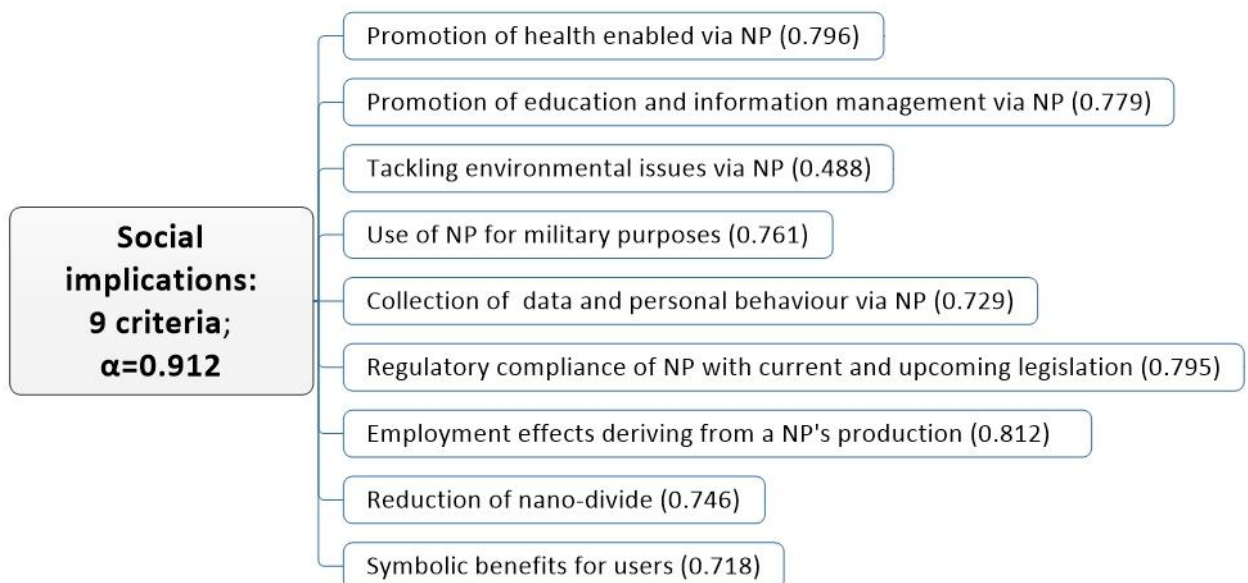 Promotion of health enabled via NP (0.796)
Promotion of education and information management via NP (0.779)
Tackling environmental issues via NP (0.488)
Social
implications:
9 criteria;
α=0.912
Use of NP for military purposes (0.761)
Collection of data and personal behaviour via NP (0.729)
Regulatory compliance of NP with current and upcoming legislation (0.795)
Employment effects deriving from a NP's production (0.812)
Reduction of nano-divide (0.746)
Symbolic benefits for users (0.718)